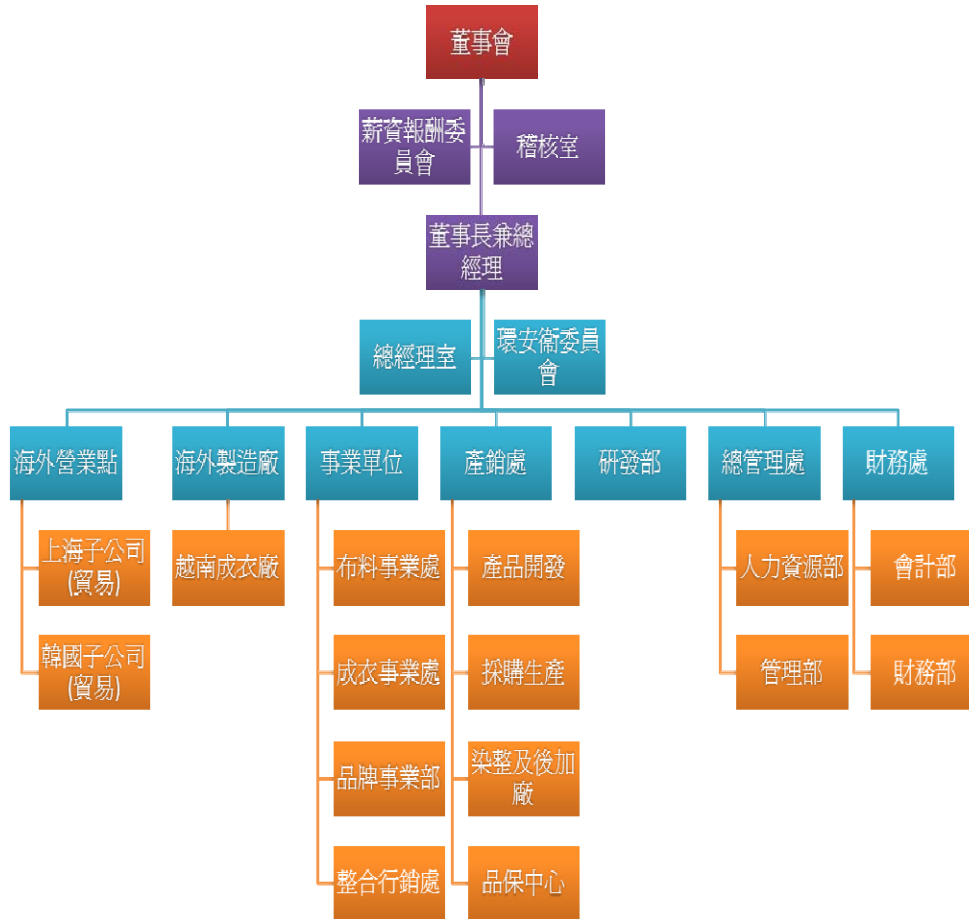 董事會
薪資報酬委
員會
稽核室
董事長兼總
經理
總經理室
環安衛委員
會
海外營業點
海外製造廠
事業單位
產銷處
研發部
總管理處
財務處
上海子公司
(貿易)
越南成衣廠
布料事業處
產品開發
人力資源部
會計部
韓國子公司
(貿易)
成衣事業處
採購生產
管理部
財務部
品牌事業部
染整及後加
廠
整合行銷處
品保中心